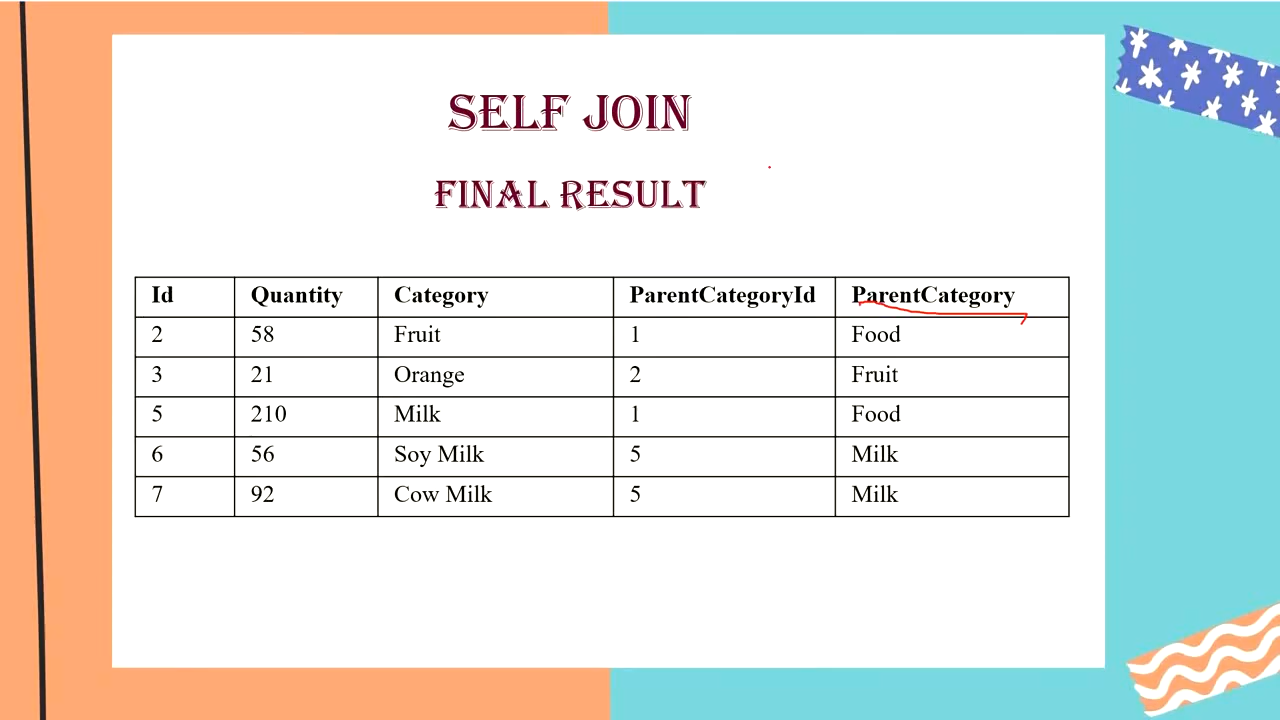 SELF JOIN
FINAL RESULT
Id Quantity Category ParentCategoryId ParentCategory
2 58 Fruit 1 Food
3 21 Orange 2 Fruit
5 210 Milk 1 Food
6 56 Soy Milk 5 Milk
7 92 Cow Milk 5 Milk